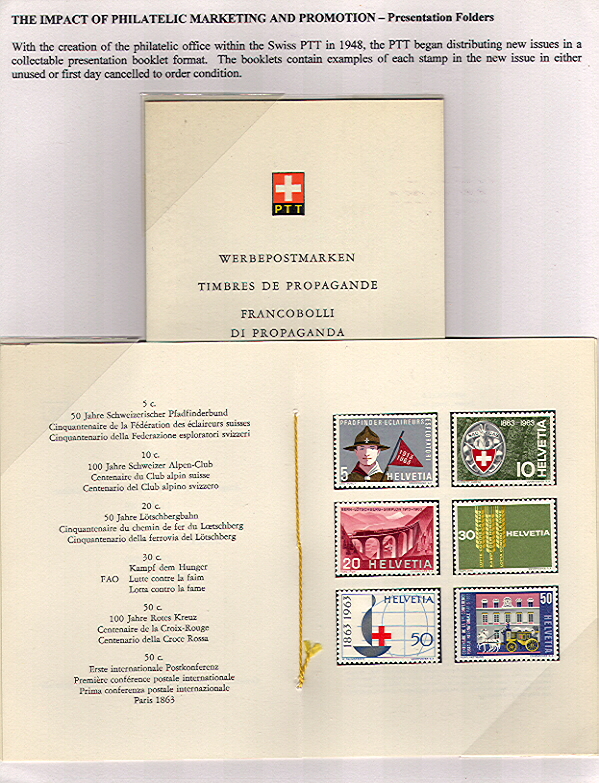 THE IMPACT OF PHILATELIC MARKETING AND PROMOTION – Presentation Folders
With the creation of the philatelic office within the Swiss PTT in 1948, the PTT began distributing new issues in a
collectable presentation booklet format. The booklets contain examples of each stamp in the new issue in either
unused or first day cancelled to order condition.
PTT
WERBEPOSTMARKEN
TIMBRES DE PROPAGANDE
FRANCOBOLLI
DI PROPAGANDA
5 c.
50 Jahre Schweizerischer Pfadfinderbund
Cinquantenaire de la Fédération des éclaireurs suisses
Cinquantenario della Federazione esploratori svizzeri
10 c.
100 Jahre Schweizer Alpen-Club
Centenaire du Club alpin suisse
Centenario del Club alpino svizzero
20 c.
50 Jahre Lötschbergbahn
Cinquantenaire du chemin de fer du Lœtschberg
Cinquantenario della ferrovia del Lötschberg
30 c.
Kampf dem Hunger
FAO Lutte contre la faim
Lotta contro la fame
50 c.
100 Jahre Rotes Kreuz
Centenaire de la Croix-Rouge
Centenario della Croce Rossa
50 c.
Erste internationale Postkonferenz
Première conférence postale internationale
Prima conferenza postale internazionale
Paris 1863
PFADFINDER-ECLAIREURS
ESPLORATORI
1913
1963
5 HELVETIA
1863-1963
HELVETIA
10
BERN-LÖTSCHBERG-SIMPLON 1913-1963
20 HELVETIA
30 HELVETIA
1863 1963
HELVETIA
50
50
HELVETIA